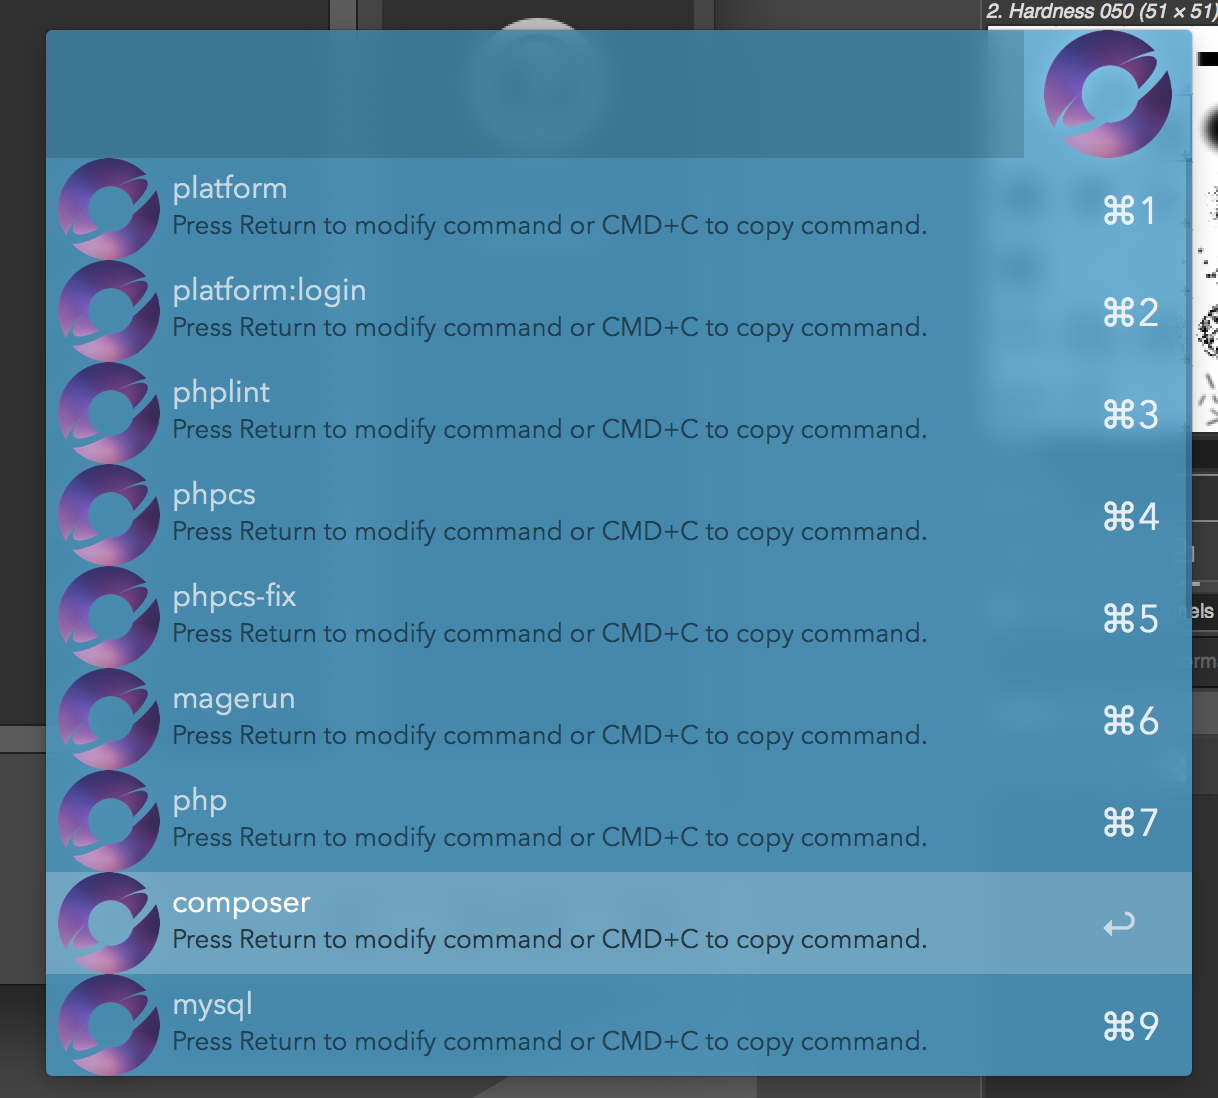 2. Hardness 050 (51 × 51)
platform
Press Return to modify command or CMD+C to copy command.
⌘1
platform:login
Press Return to modify command or CMD+C to copy command.
⌘2
phplint
Press Return to modify command or CMD+C to copy command.
⌘3
phpcs
Press Return to modify command or CMD+C to copy command.
⌘4
phpcs-fix
Press Return to modify command or CMD+C to copy command.
⌘5
magerun
Press Return to modify command or CMD+C to copy command.
⌘6
php
Press Return to modify command or CMD+C to copy command.
⌘7
composer
Press Return to modify command or CMD+C to copy command.
mysql
Press Return to modify command or CMD+C to copy command.
⌘9